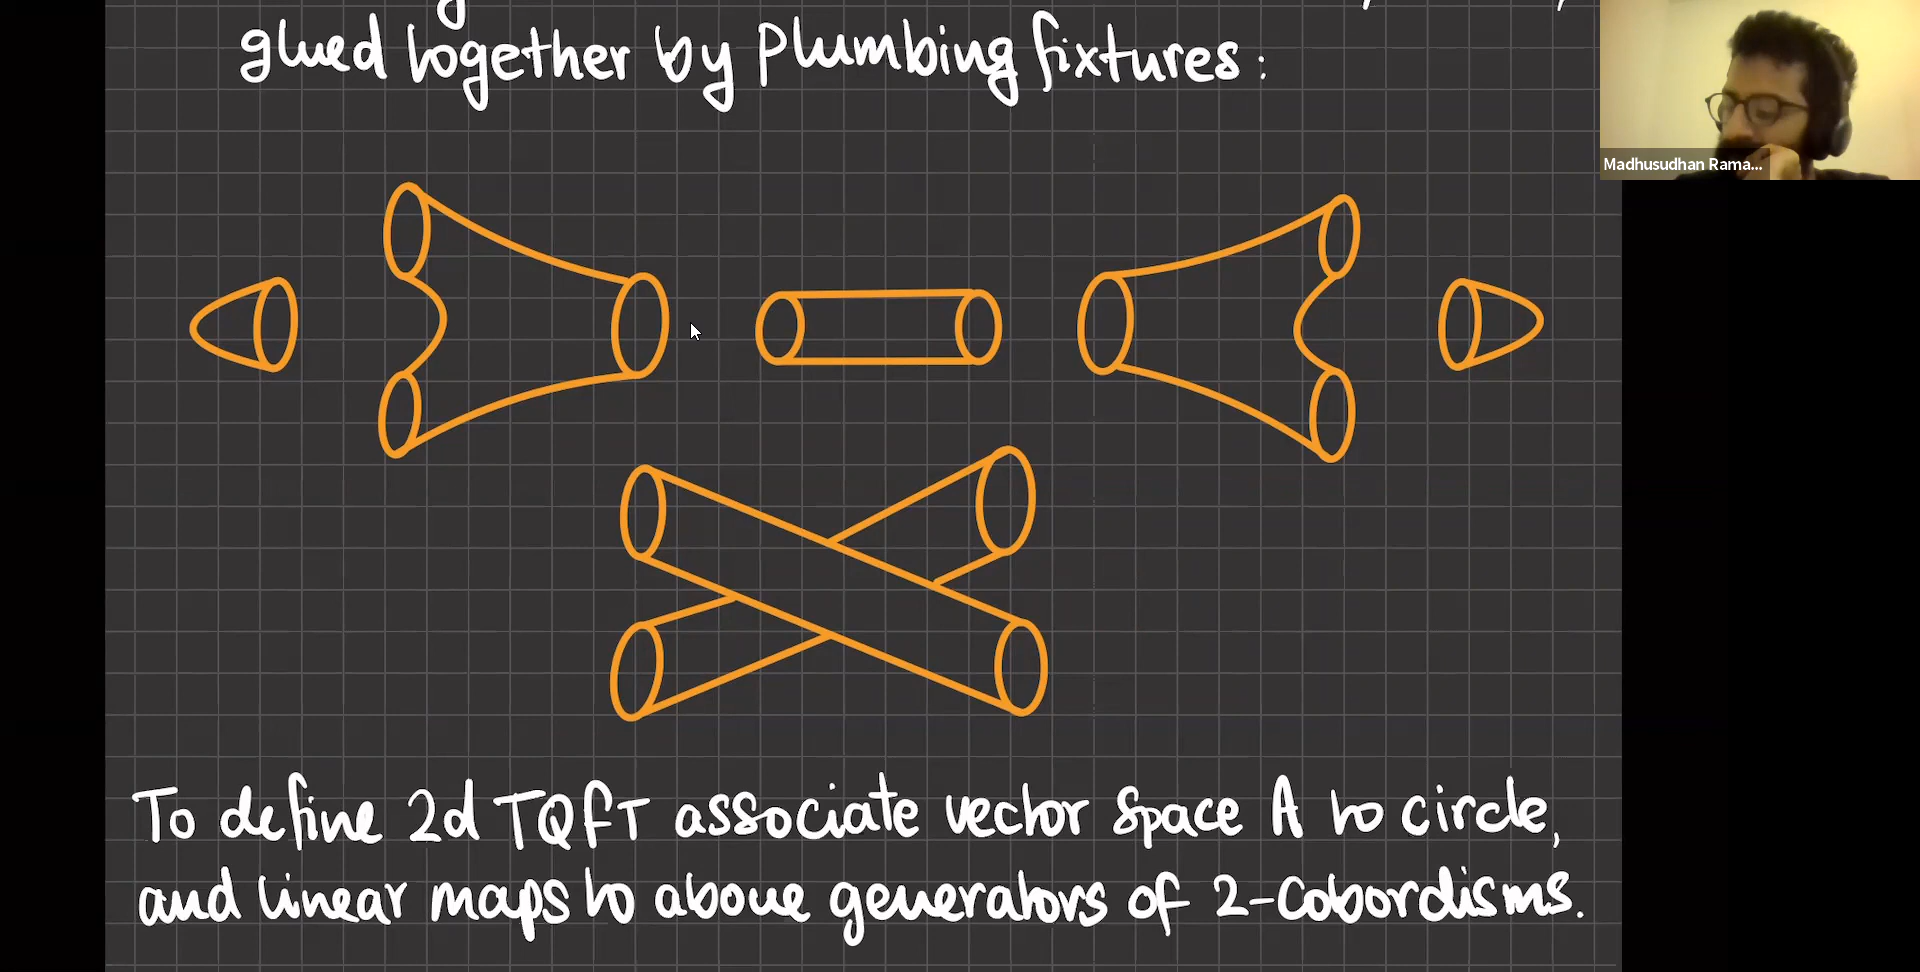 glued together by plumbing fixtures:
Madhusudhan Rama...
To define 2d TQFT associate vector space A to circle,
and linear maps to above generators of 2-cobordisms.